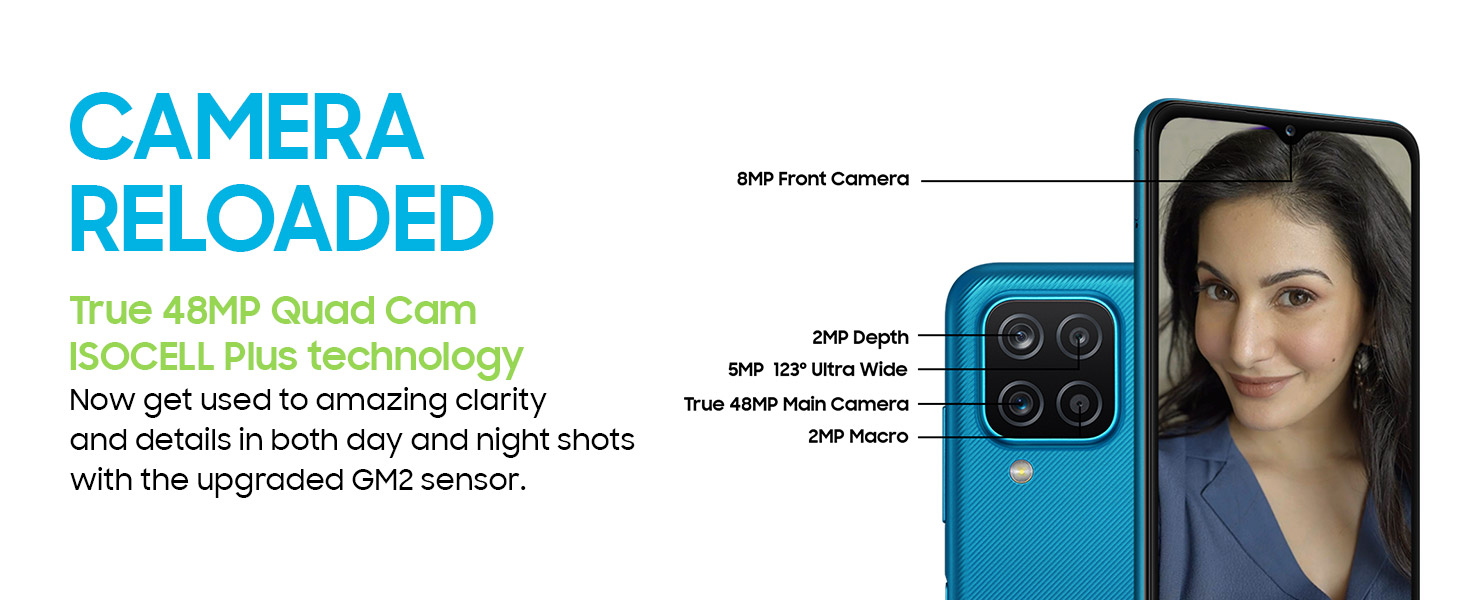 CAMERA
RELOADED
True 48MP Quad Cam
ISOCELL Plus technology
Now get used to amazing clarity
and details in both day and night shots
with the upgraded GM2 sensor.
8MP Front Camera
2MP Depth
5MP 123° Ultra Wide
True 48MP Main Camera
2MP Macro